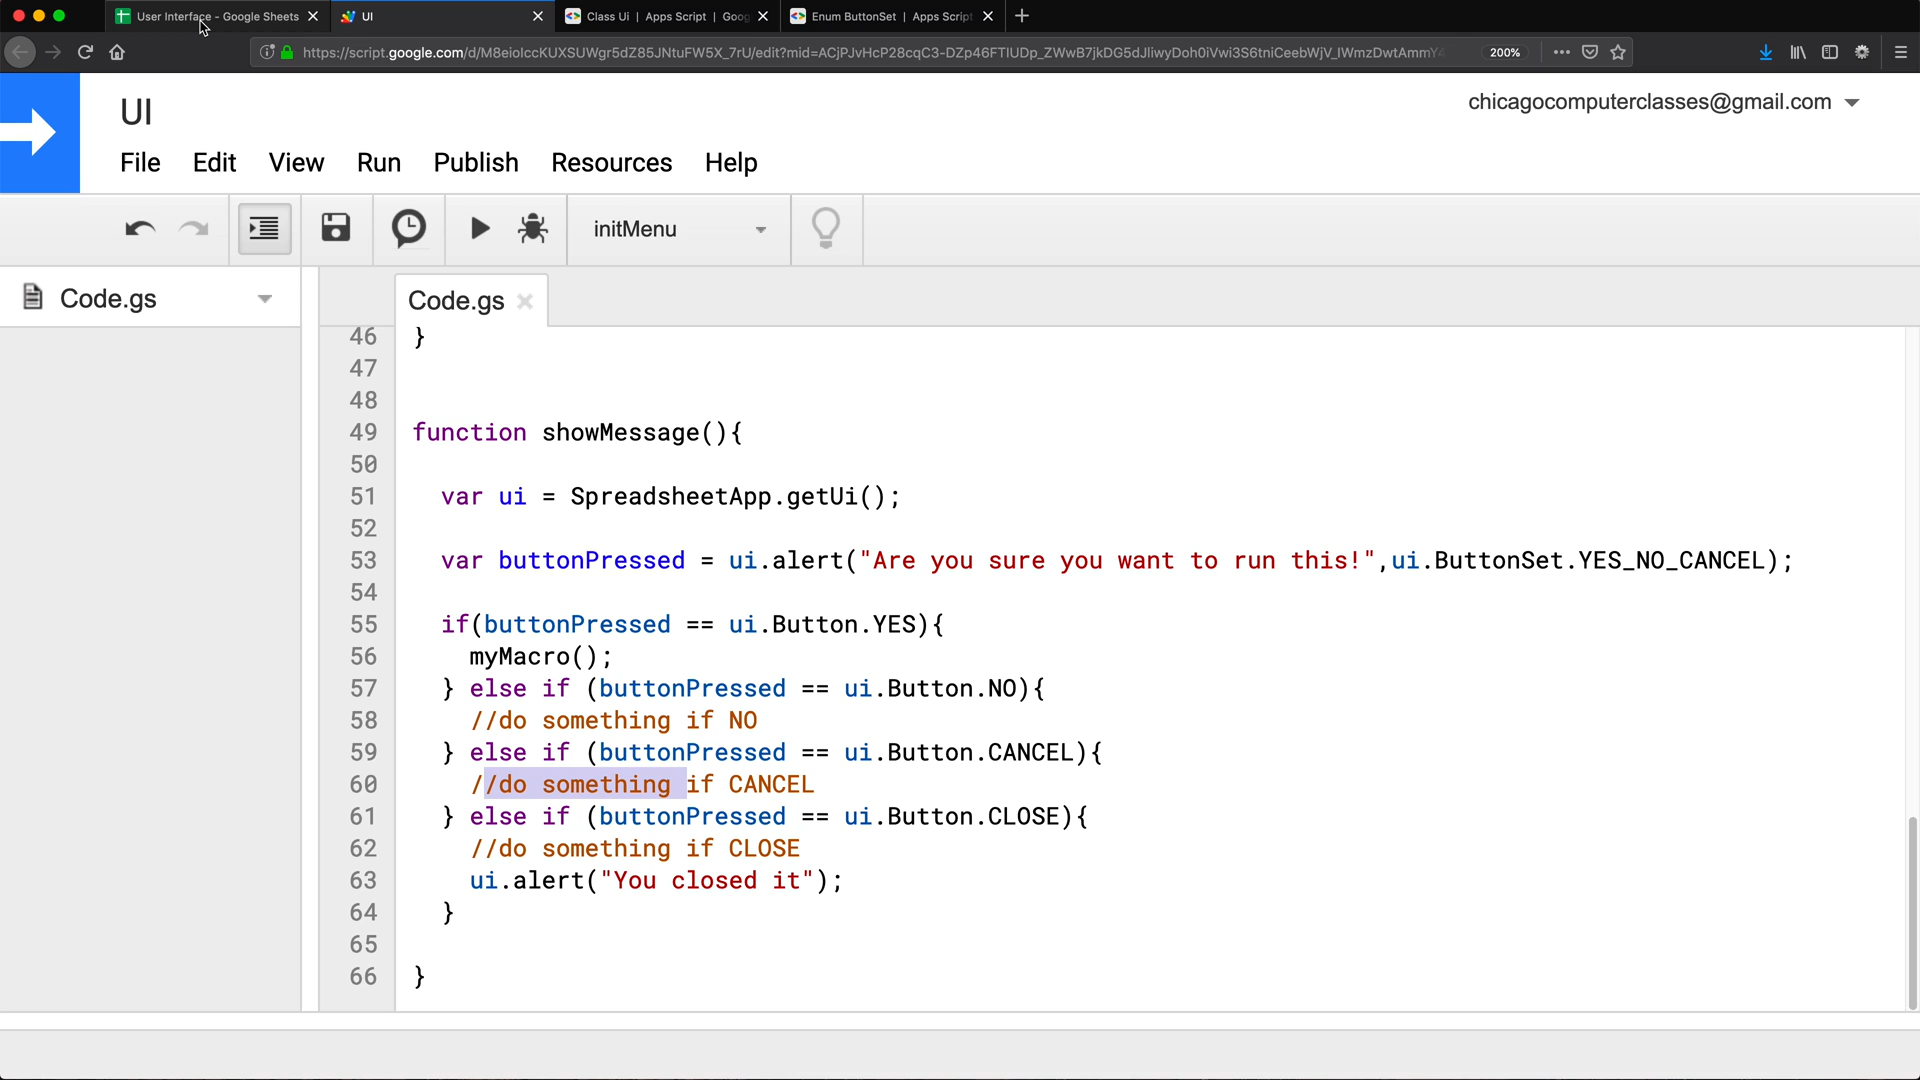 User Interface - Google Sheets
UI
Class Ui | Apps Script | Goog
Enum ButtonSet | Apps Script
200%
UI
chicagocomputerclasses@gmail.com
File Edit View Run Publish Resources Help
initMenu
Code.gs
Code.gs
46 }
47
48
49 function showMessage(){
50
51 var ui = SpreadsheetApp.getUi();
52
53 var buttonPressed = ui.alert("Are you sure you want to run this!",ui.ButtonSet.YES_NO_CANCEL);
54
55 if(buttonPressed == ui.Button.YES){
56 myMacro();
57 } else if (buttonPressed == ui.Button.NO){
58 //do something if NO
59 } else if (buttonPressed == ui.Button.CANCEL){
60 //do something if CANCEL
61 } else if (buttonPressed == ui.Button.CLOSE){
62 //do something if CLOSE
63 ui.alert("You closed it");
64 }
65
66 }